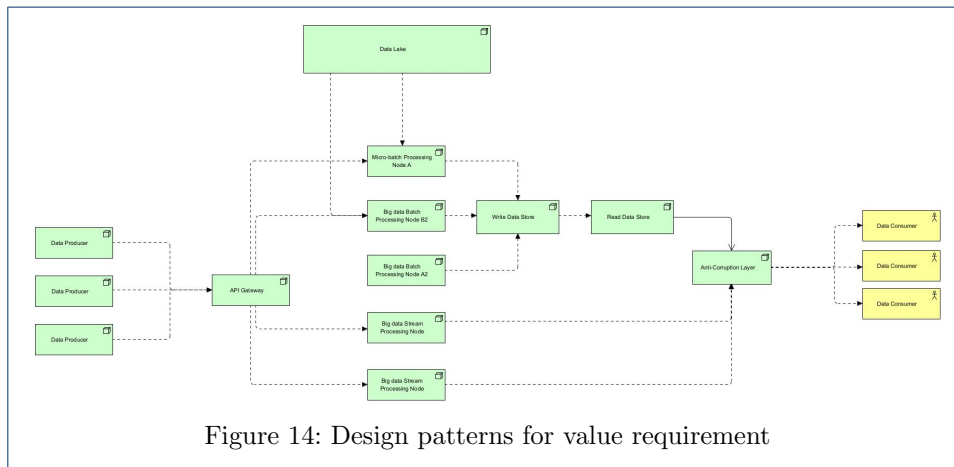 Data Lake
Micro-batch Processing
Node A
Big data Batch
Processing Node B2
Write Data Store
Read Data Store
Data Consumer
Data Producer
Anti-Corruption Layer
Data Consumer
Big data Batch
Processing Node A2
Data Producer
API Gateway
Data Consumer
Data Producer
Big data Stream
Processing Node
Big data Stream
Processing Node
Figure 14: Design patterns for value requirement